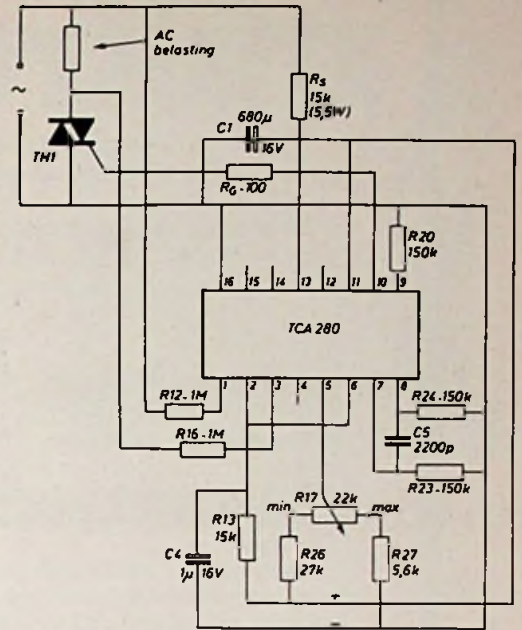 AC
belasting
~
TH1
C1
680µ
16V
RS
15k
(5,5W)
RG-100
R20
150k
16 15 14 13 12 11 10 9
TCA 280
1 2 3 4 5 6 7 8
R12-1M
R16-1M
R24-150k
C5
2200p
R23-150k
R17 22k
min
max
R13
15k
C4
1µ 16V
R26
27k
R27
5,6k
+
-